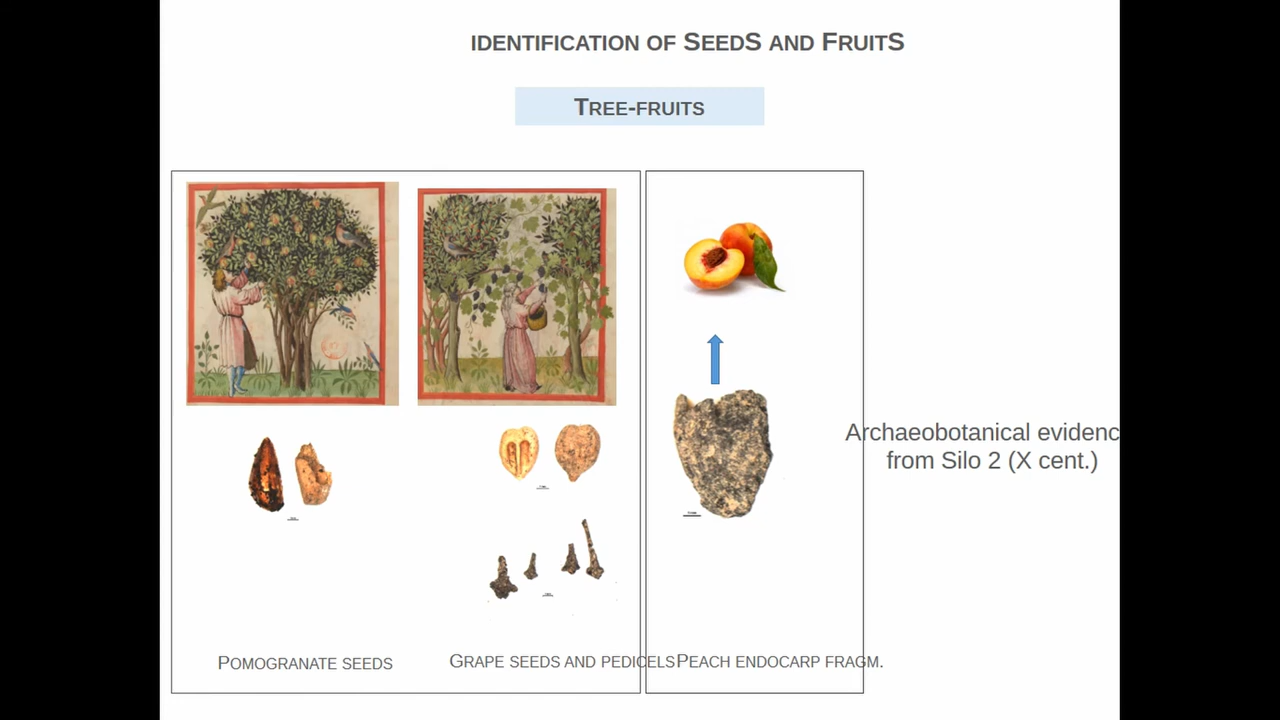 IDENTIFICATION OF SEEDS AND FRUITS
TREE-FRUITS
Archaeobotanical evidenc
from Silo 2 (X cent.)
POMOGRANATE SEEDS
GRAPE SEEDS AND PEDICELS
PEACH ENDOCARP FRAGM.